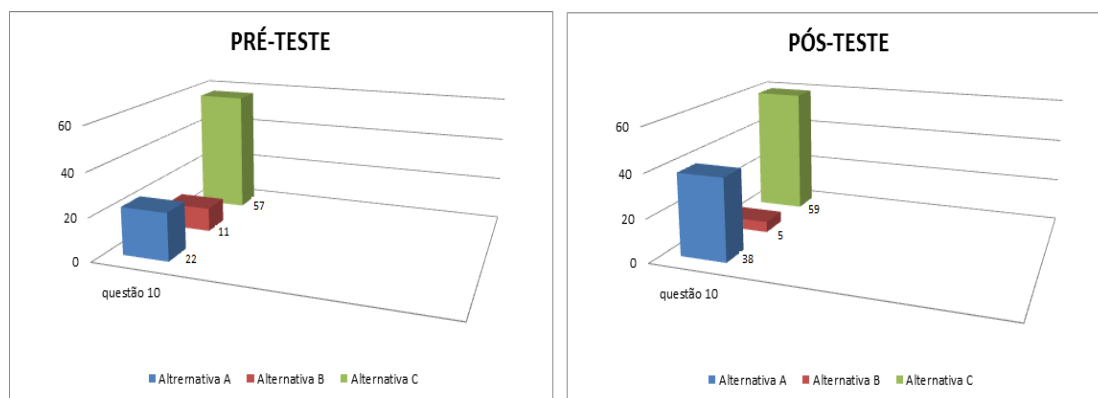 PRÉ-TESTE
60
40
20
0
57
11
22
questão 10
Altrernativa A Alternativa B Alternativa C
PÓS-TESTE
60
40
20
0
59
5
38
questão 10
Alternativa A Alternativa B Alternativa C